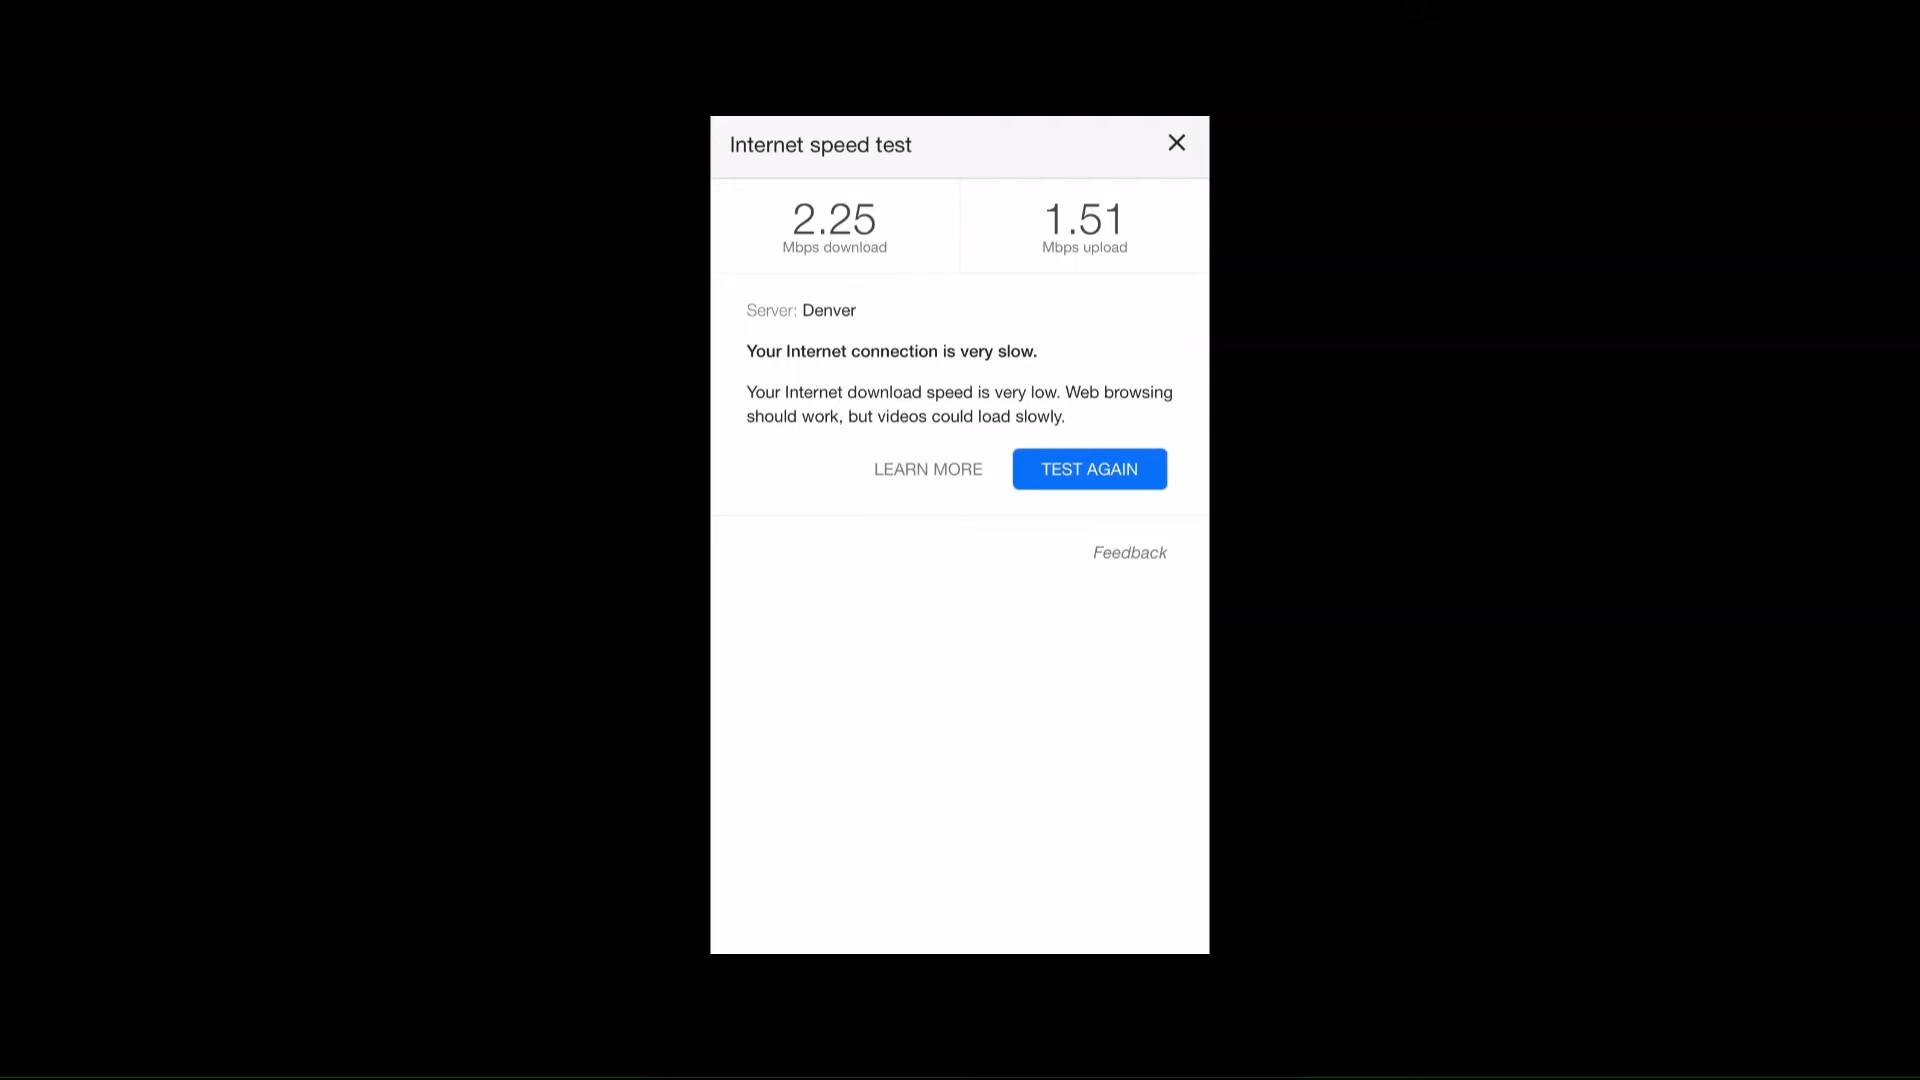 Internet speed test
2.25
Mbps download
1.51
Mbps upload
Server: Denver
Your Internet connection is very slow.
Your Internet download speed is very low. Web browsing
should work, but videos could load slowly.
LEARN MORE
TEST AGAIN
Feedback